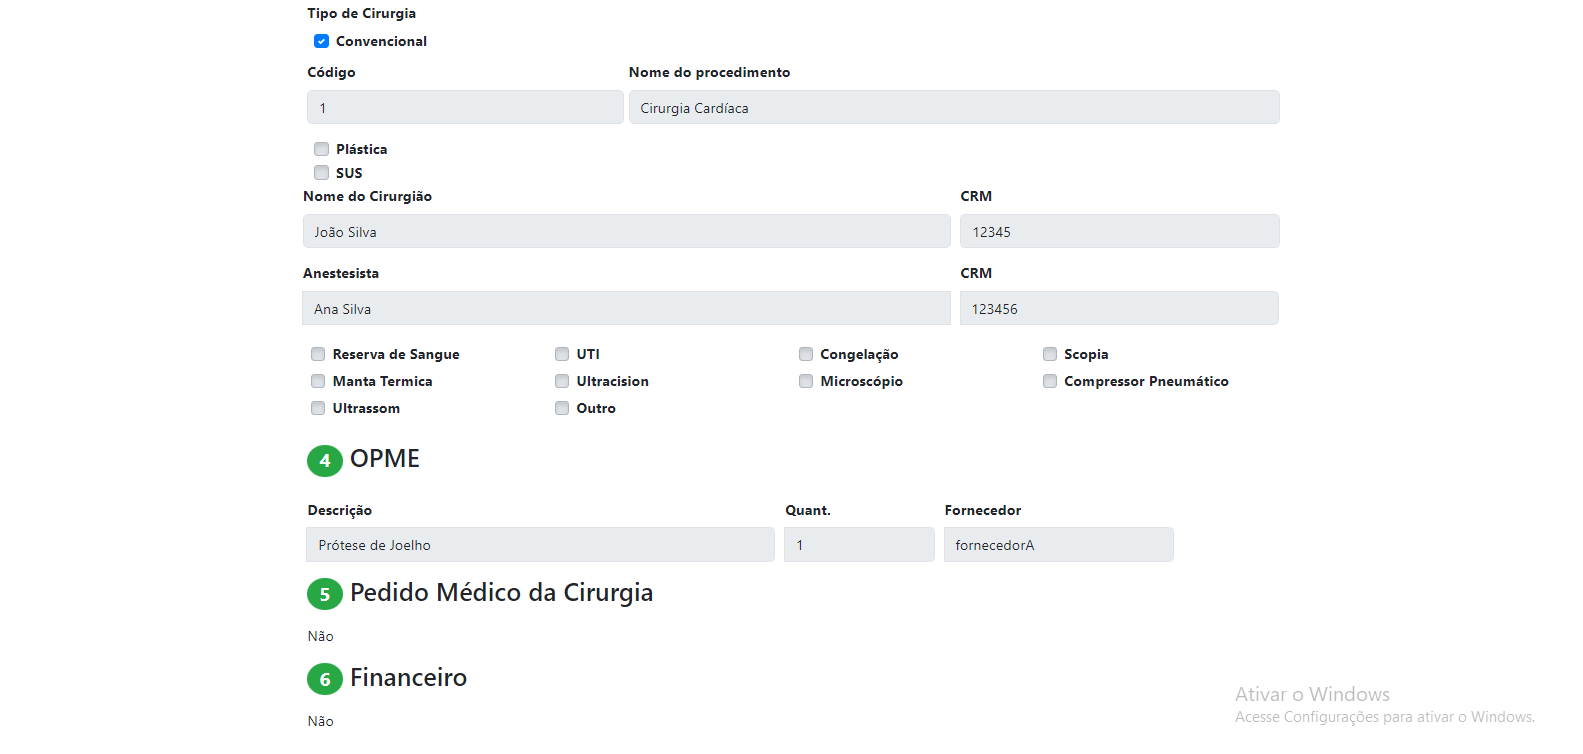 Tipo de Cirurgia
Convencional
Código Nome do procedimento
1 Cirurgia Cardíaca
Plástica
SUS
Nome do Cirurgião CRM
João Silva 12345
Anestesista CRM
Ana Silva 123456
Reserva de Sangue UTI Congelação Scopia
Manta Termica Ultracision Microscópio Compressor Pneumático
Ultrassom Outro
4 OPME
Descrição Quant. Fornecedor
Prótese de Joelho 1 fornecedorA
5 Pedido Médico da Cirurgia
Não
6 Financeiro
Não
Ativar o Windows
Acesse Configurações para ativar o Windows.